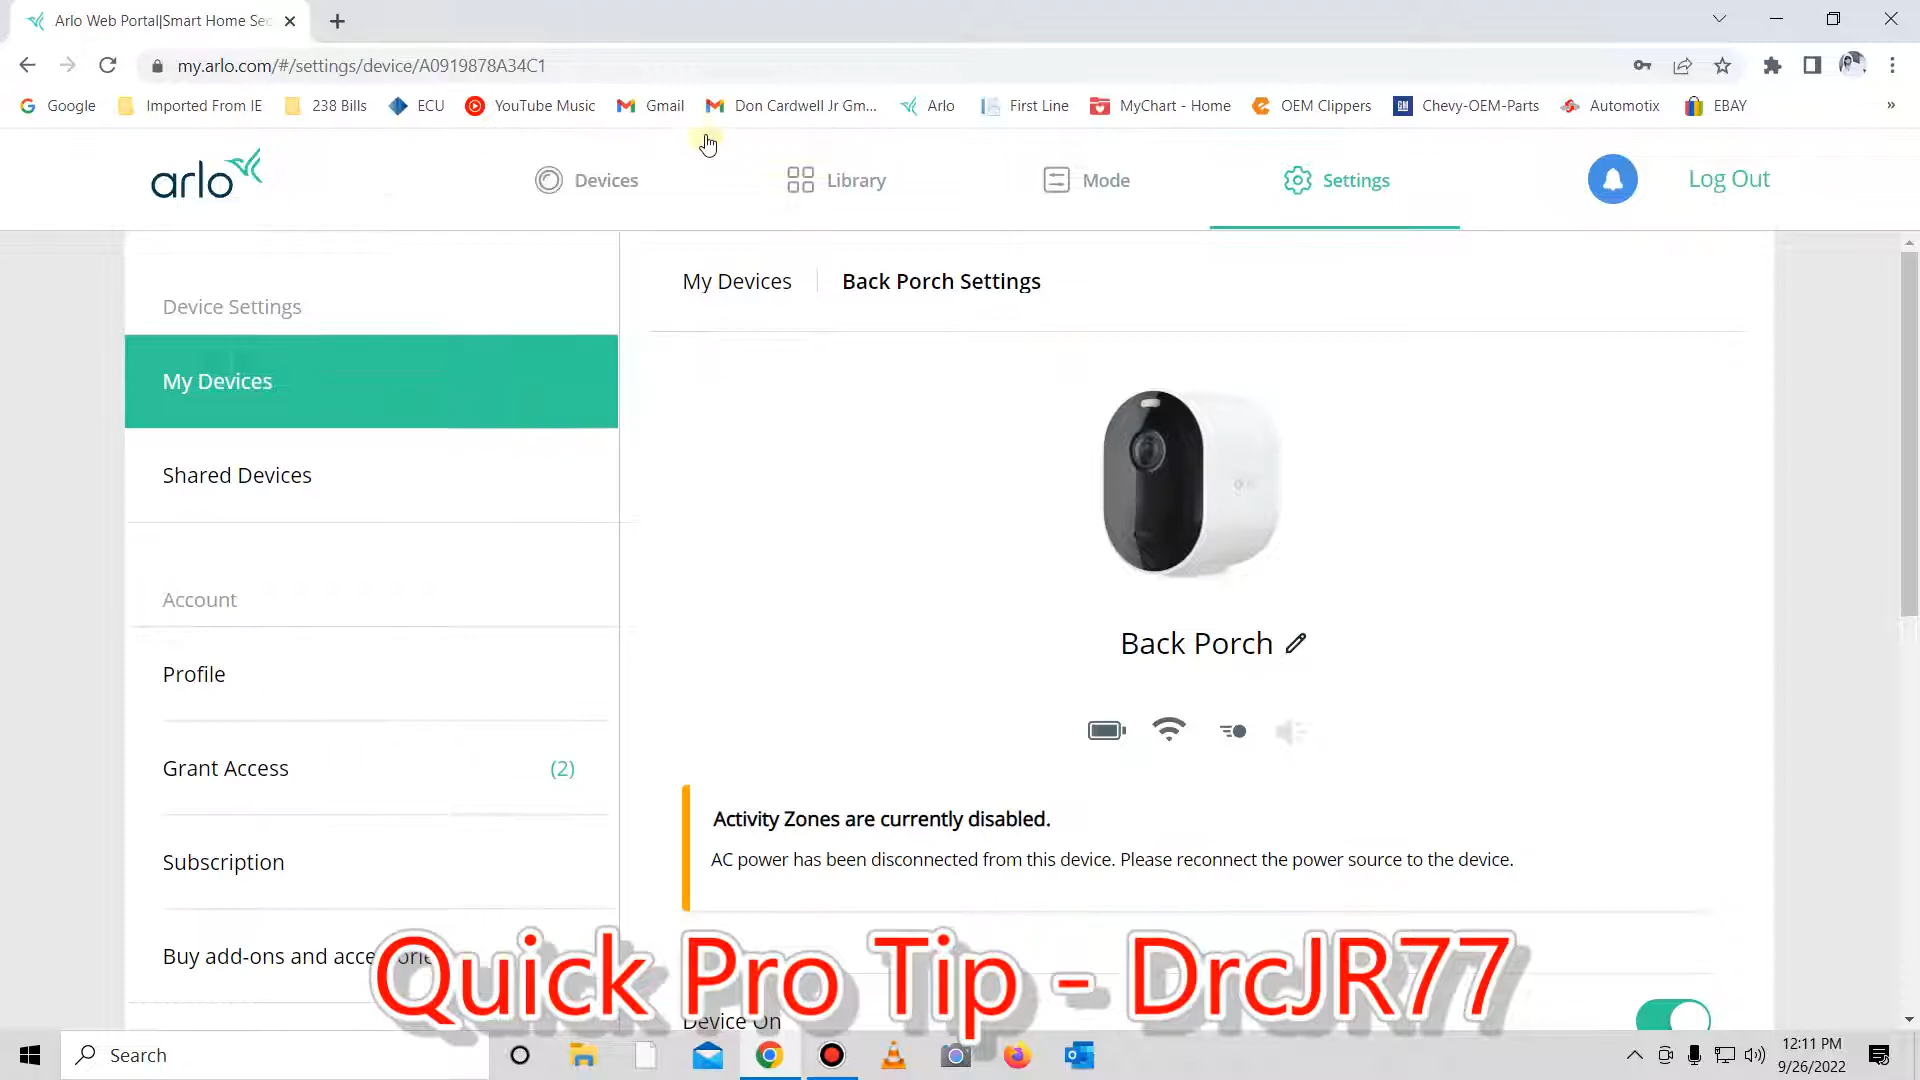 Arlo Web Portal|Smart Home Sec
my.arlo.com/#/settings/device/A0919878A34C1
Google Imported From IE 238 Bills ECU YouTube Music Gmail Don Cardwell Jr Gm... Arlo First Line MyChart - Home OEM Clippers Chevy-OEM-Parts Automotix EBAY »
arlo Devices Library Mode Settings Log Out
My Devices Back Porch Settings
Device Settings
My Devices
Shared Devices
Account
Profile
Grant Access (2)
Subscription
Buy add-ons and
Back Porch
Activity Zones are currently disabled.
AC power has been disconnected from this device. Please reconnect the power source to the device.
Device On
Quick Pro Tip - DrcJR77
Search
12:11 PM
9/26/2022